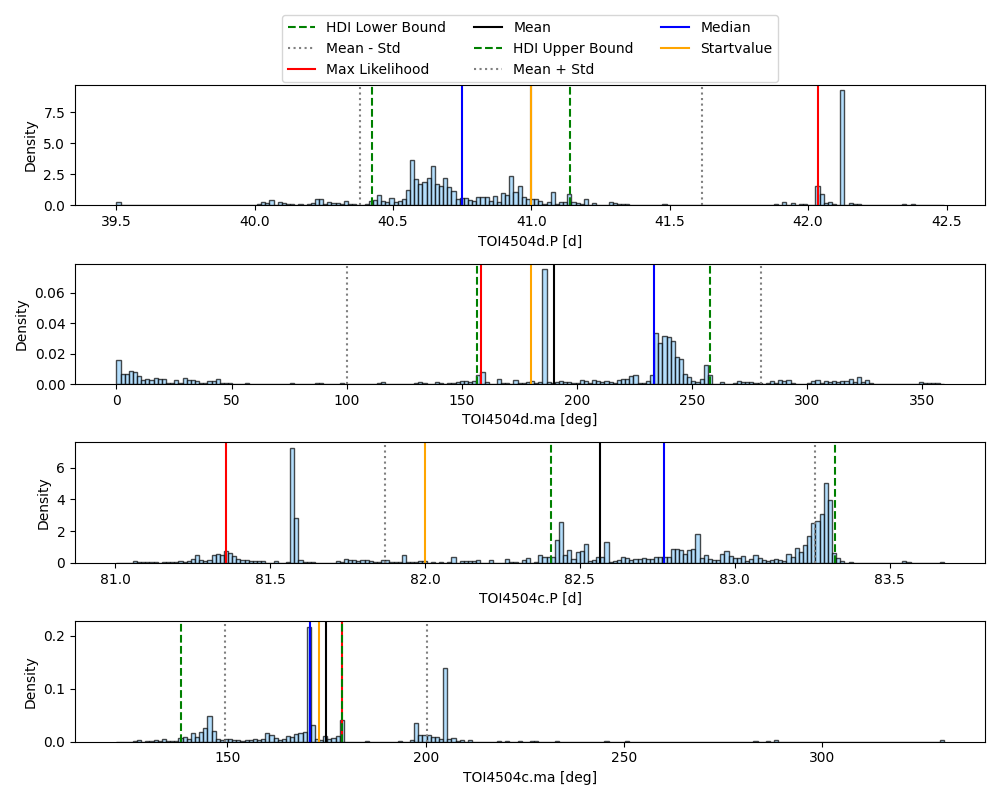 HDI Lower Bound Mean Median
Mean - Std HDI Upper Bound Startvalue
Max Likelihood Mean + Std
Density
7.5
5.0
2.5
0.0
39.5 40.0 40.5 41.0 41.5 42.0 42.5
TOI4504d.P [d]
Density
0.06
0.04
0.02
0.00
0 50 100 150 200 250 300 350
TOI4504d.ma [deg]
Density
6
4
2
0
81.0 81.5 82.0 82.5 83.0 83.5
TOI4504c.P [d]
Density
0.2
0.1
0.0
150 200 250 300
TOI4504c.ma [deg]